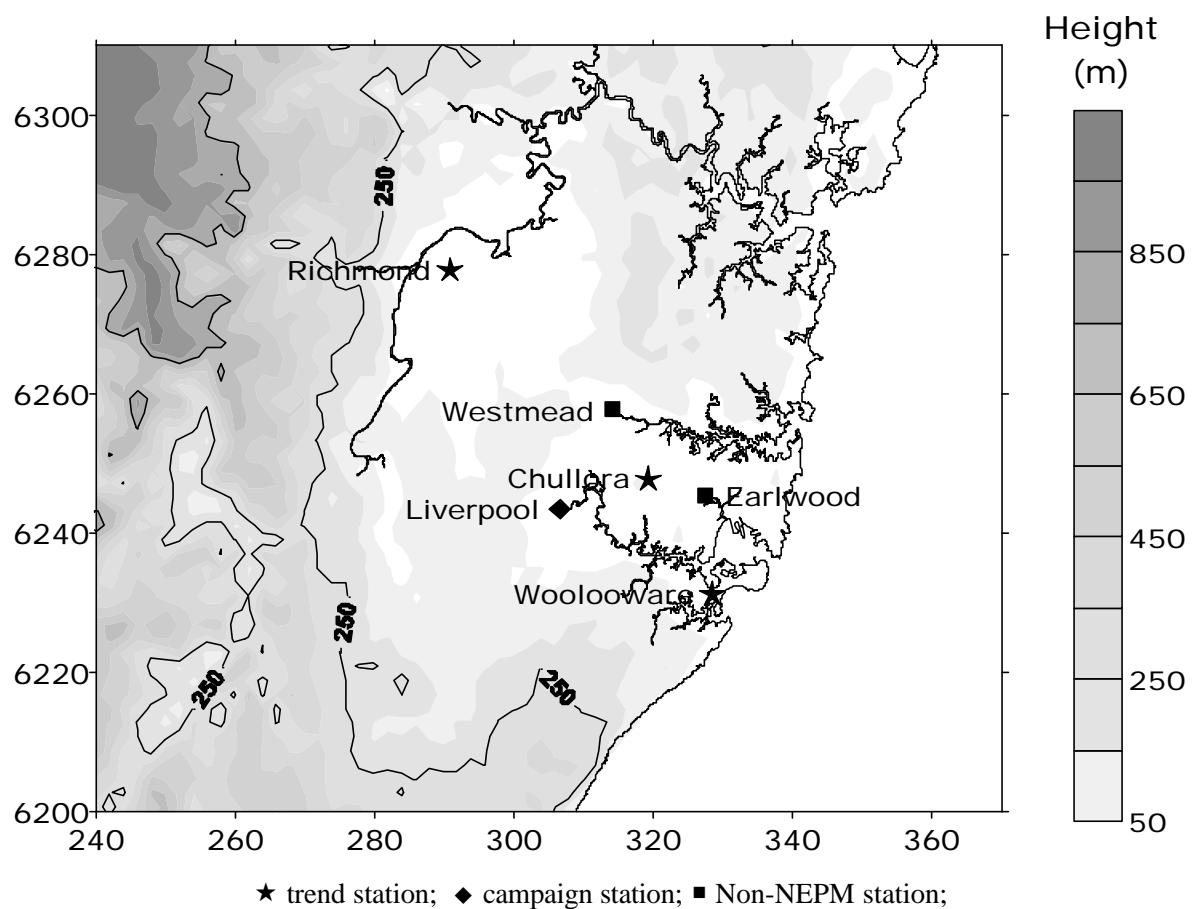 Height
(m)
6300
6280
6260
6240
6220
6200
240
260
280
300
320
340
360
250
250
250
250
Richmond
Westmead
Chullora
Earlwood
Liverpool
Woolooware
850
650
450
250
50
★ trend station; ◆ campaign station; ■ Non-NEPM station;